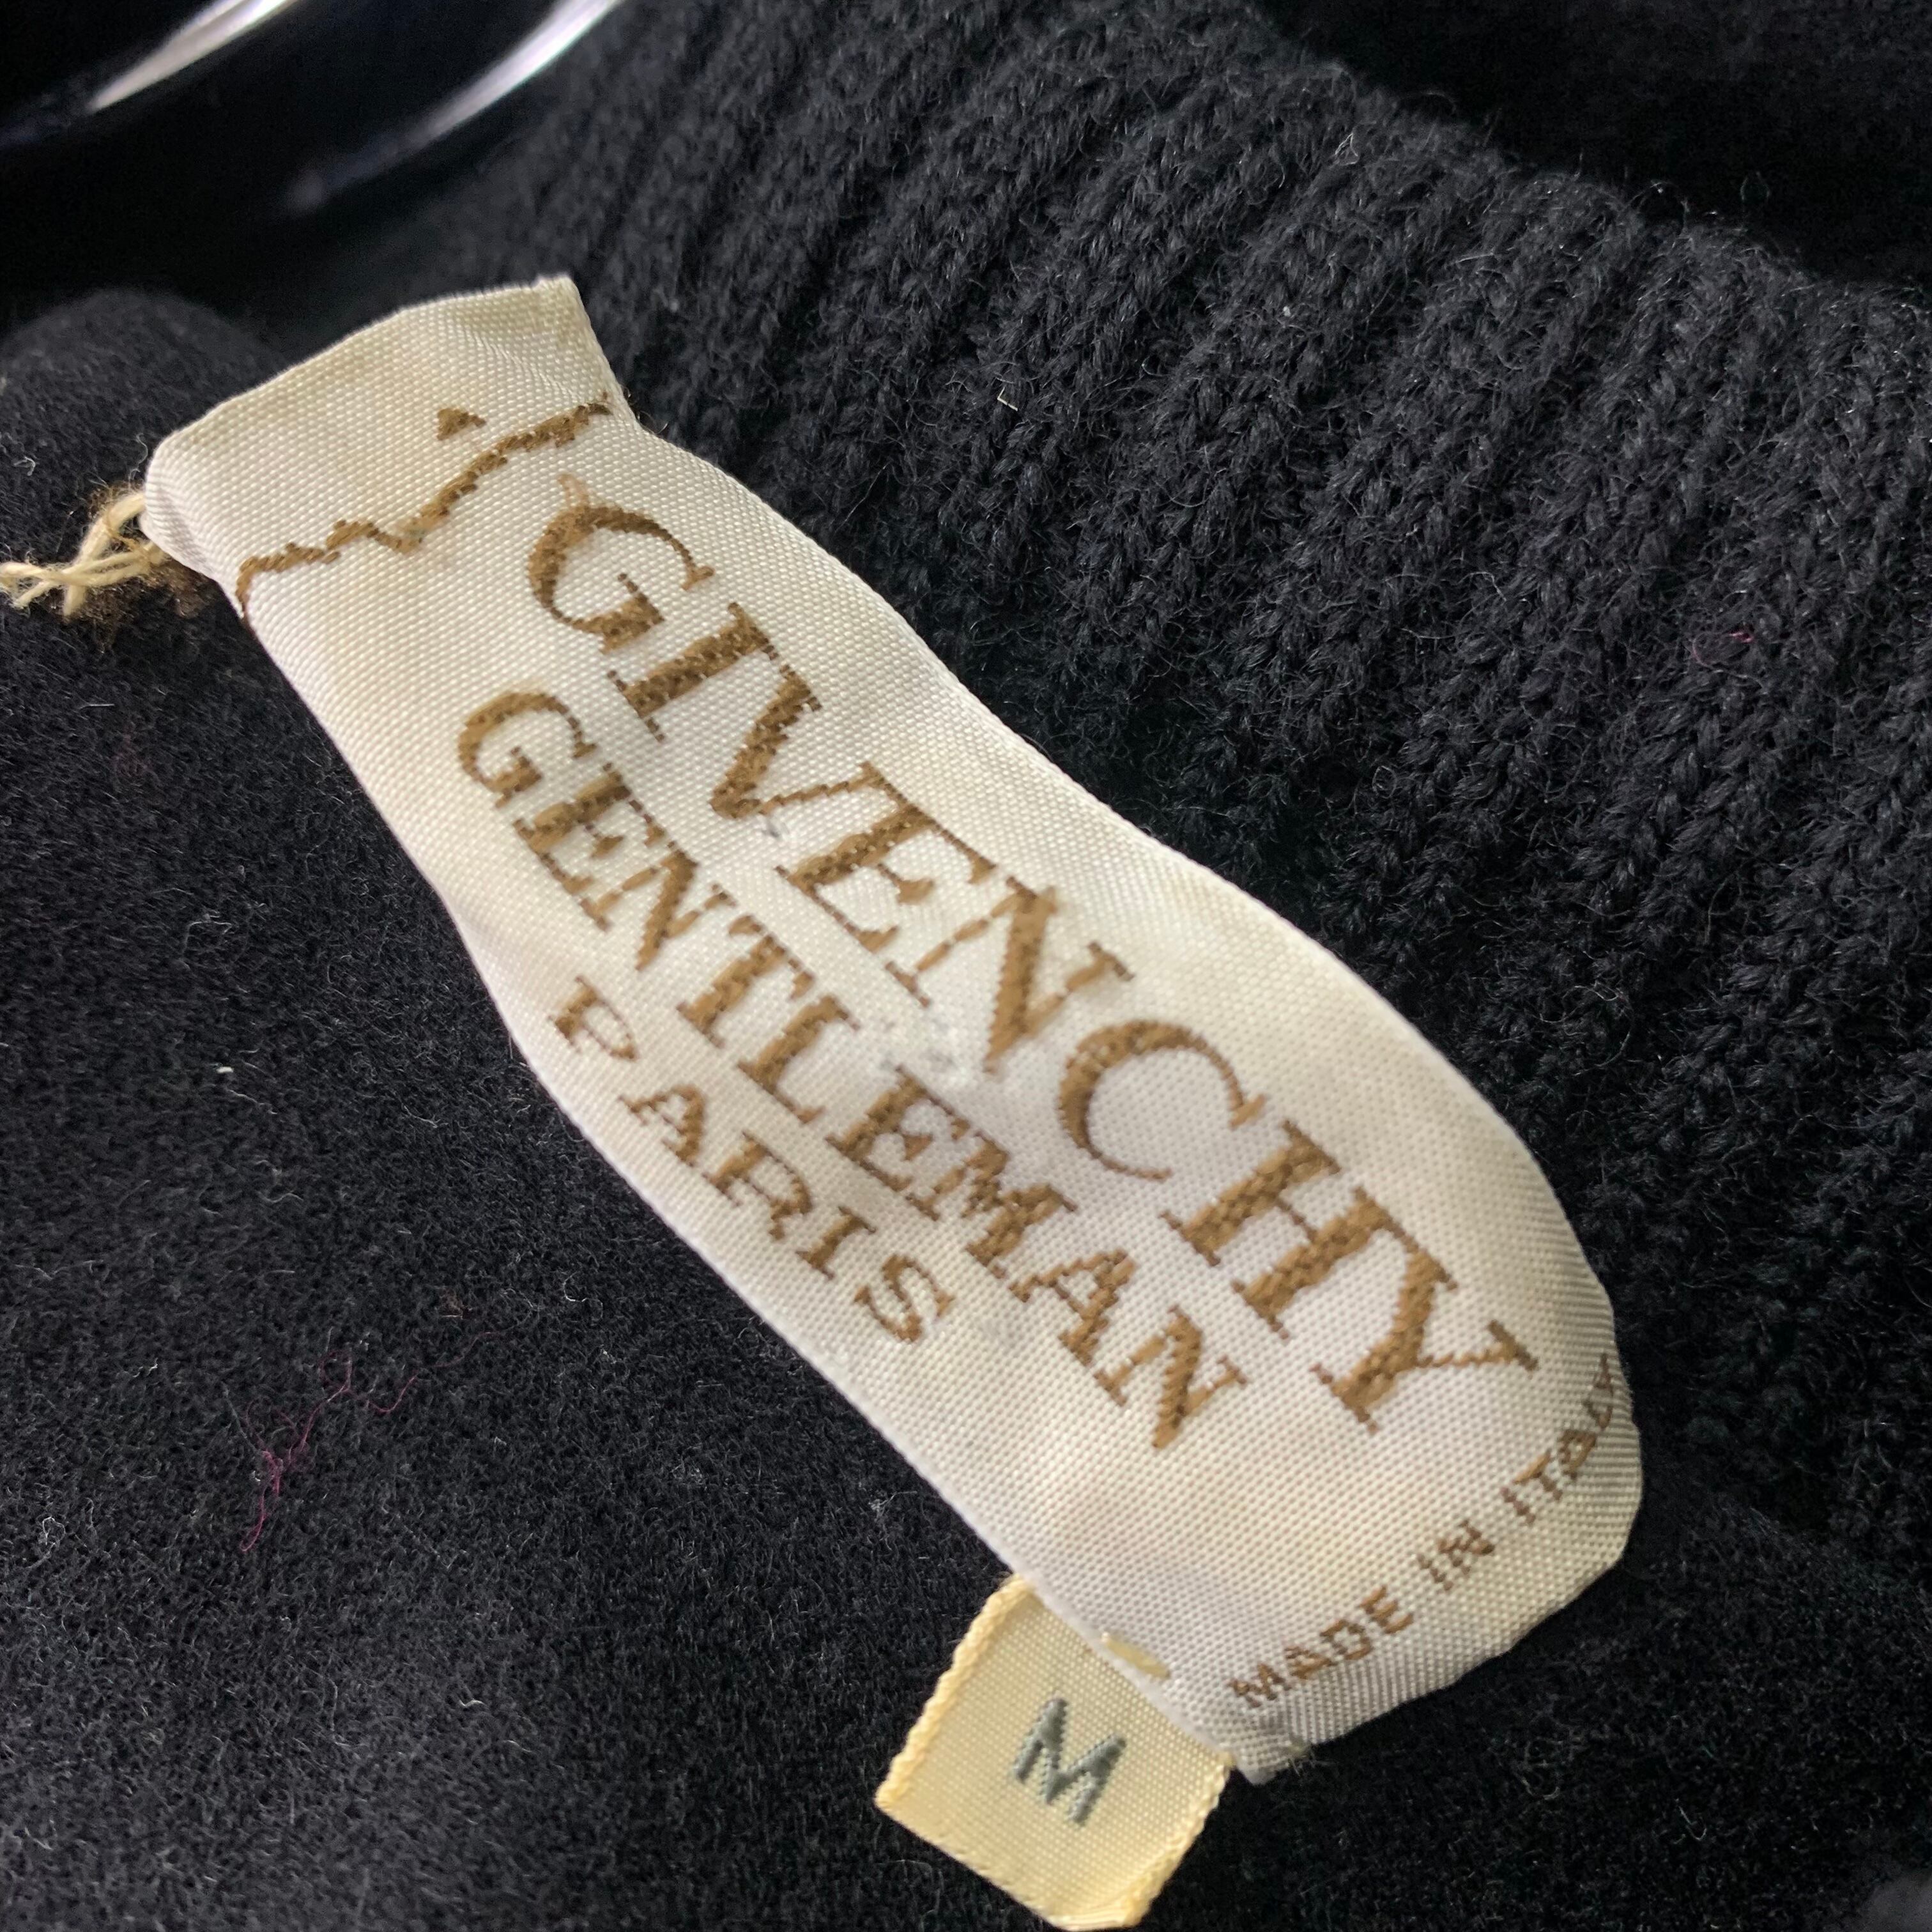 GIVENCHY
GENTLEMAN
PARIS
MADE IN ITALY
M